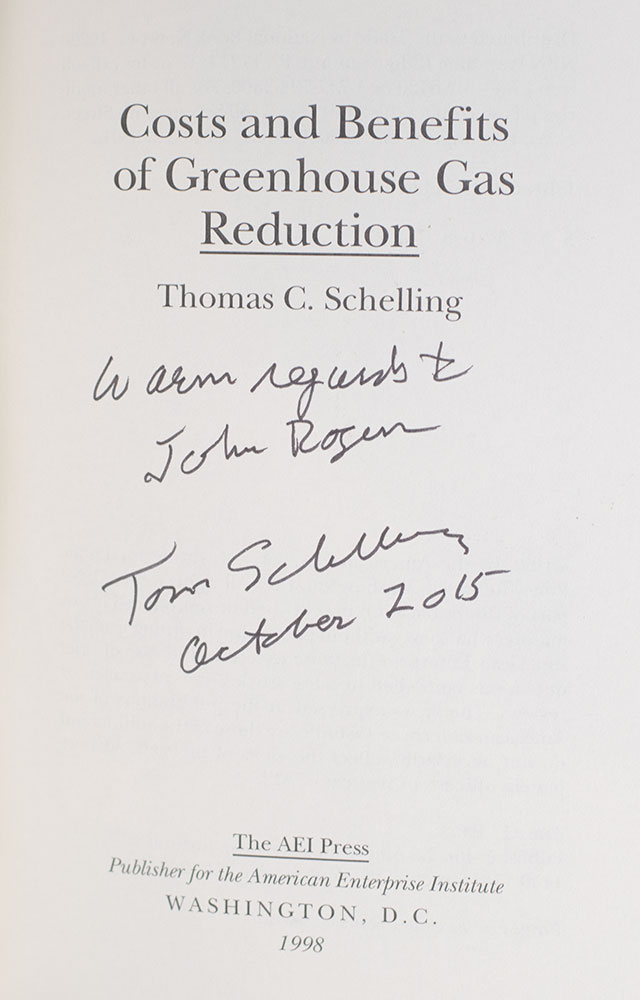 Costs and Benefits
of Greenhouse Gas
Reduction
Thomas C. Schelling
Warm regards to
John Rogers
Tom Schelling
October 2015
The AEI Press
Publisher for the American Enterprise Institute
WASHINGTON, D.C.
1998